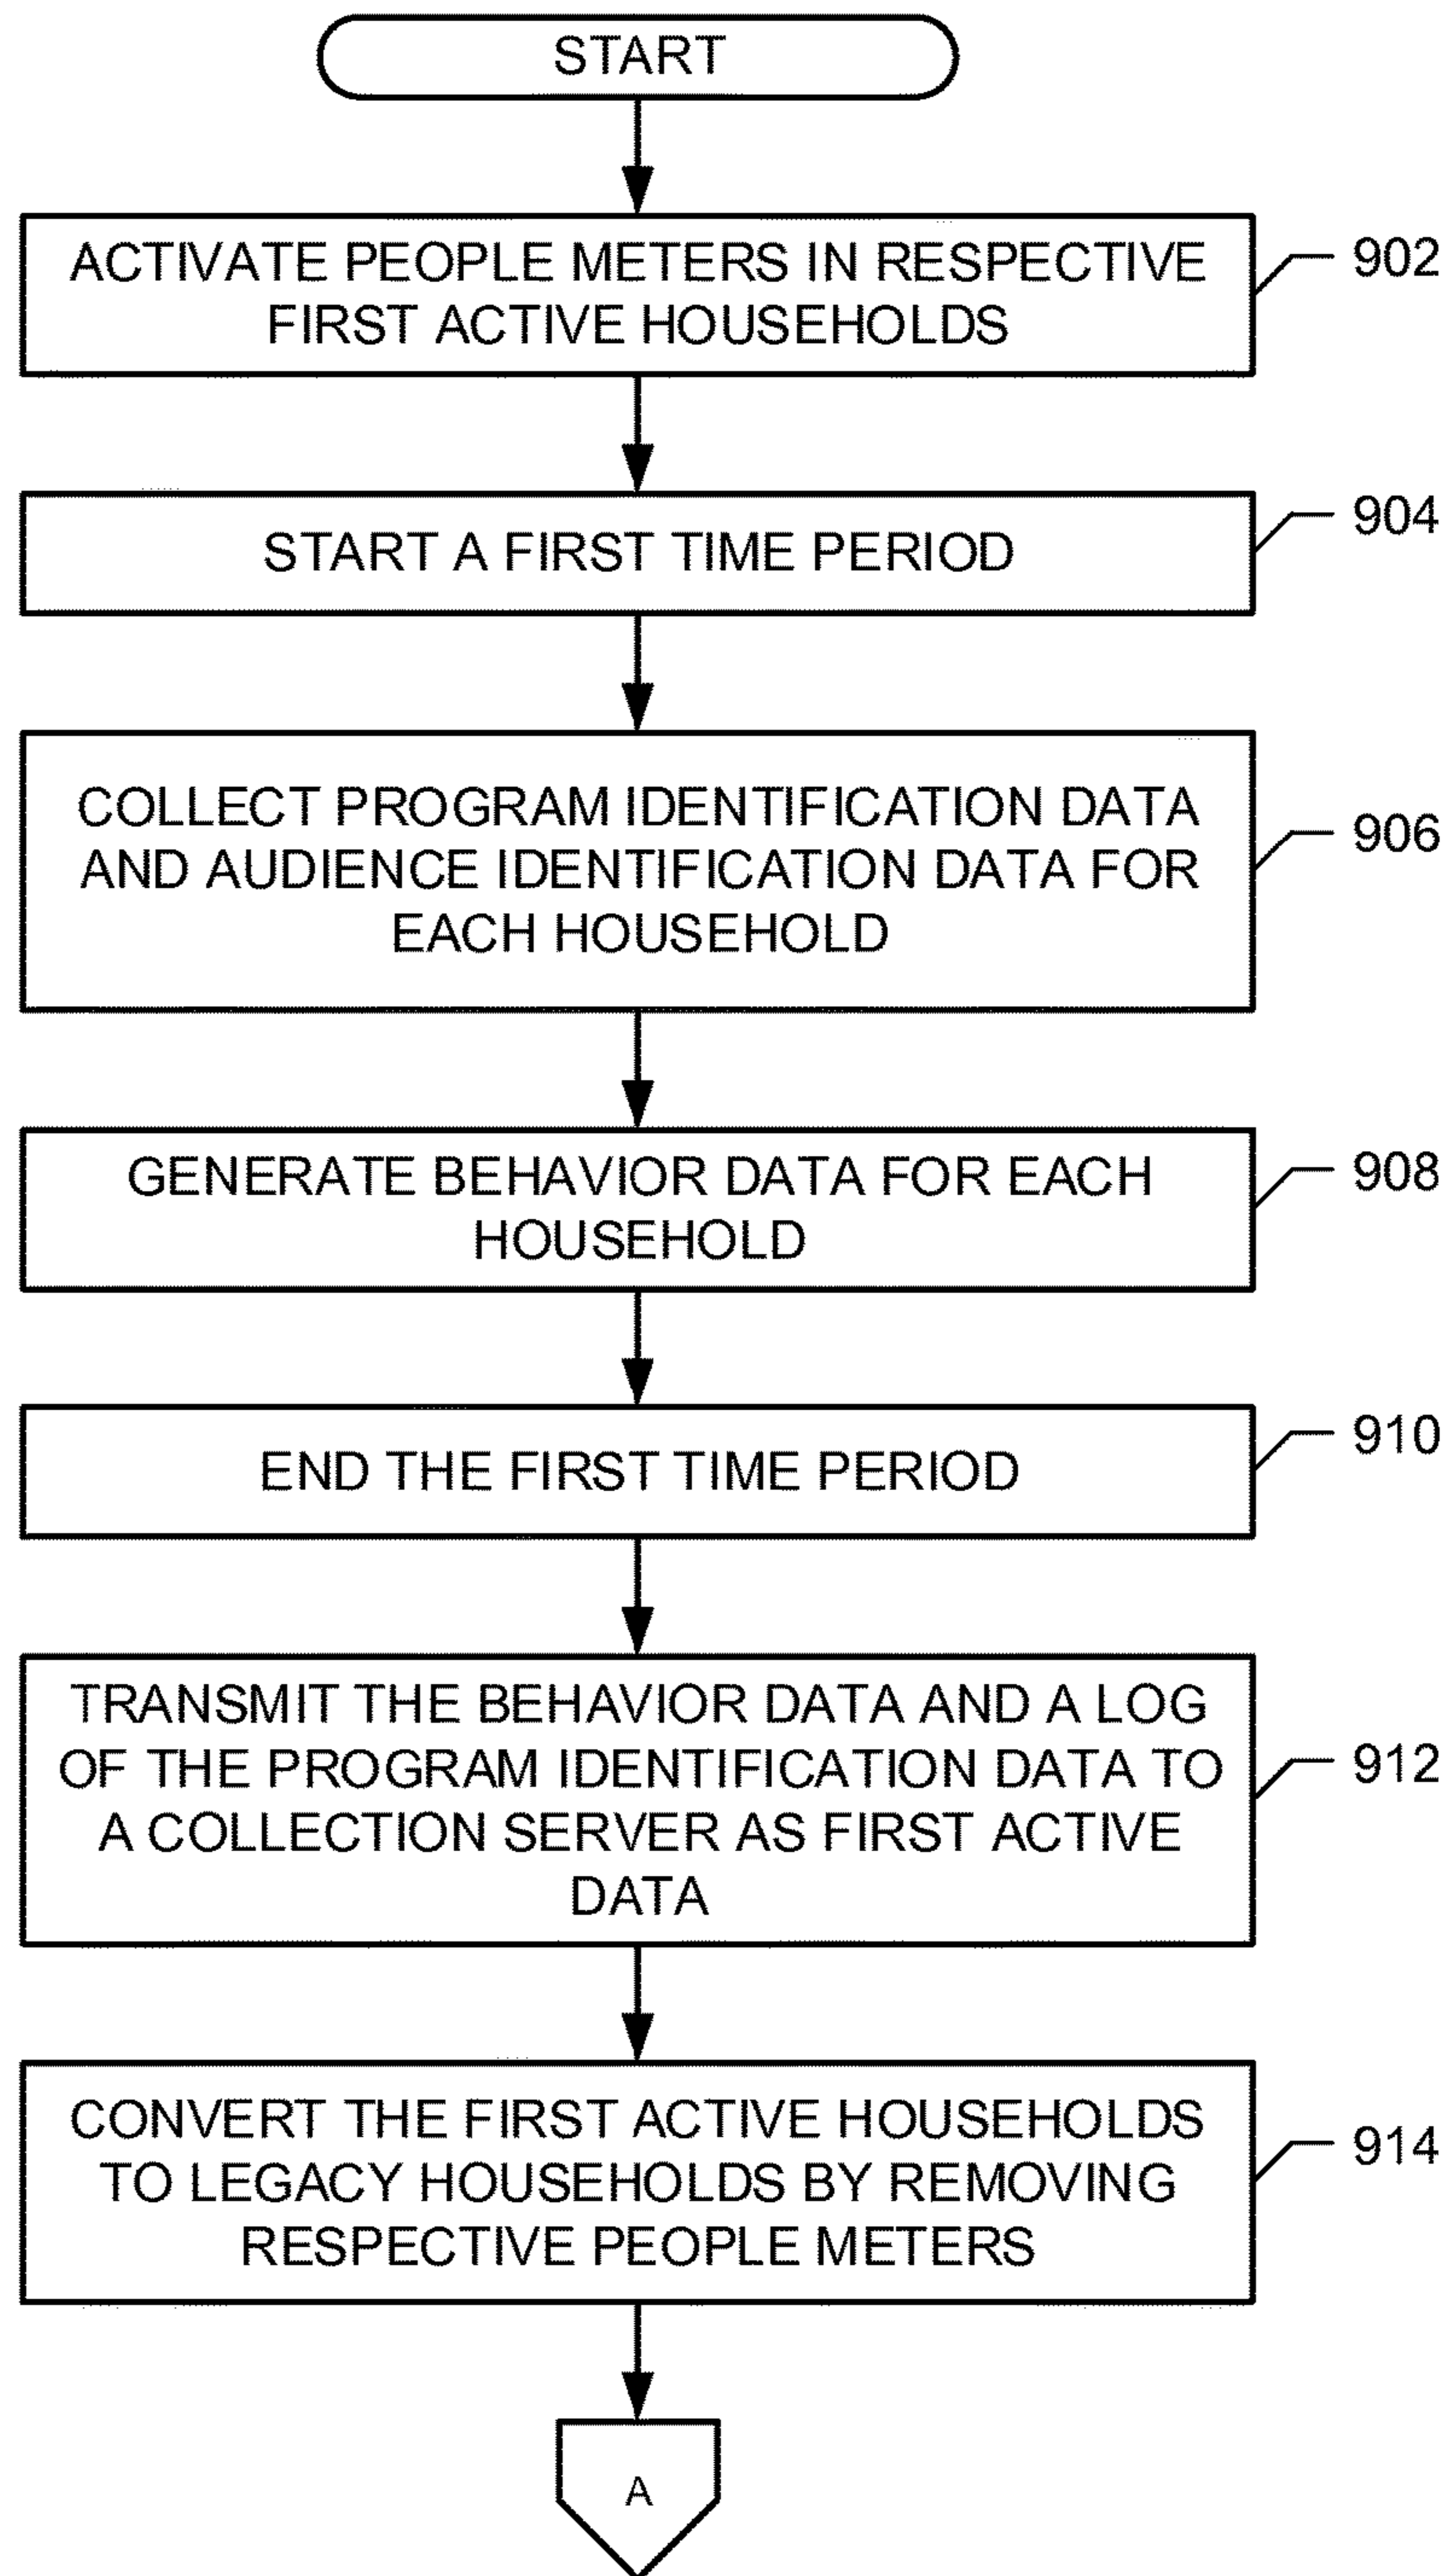 START
ACTIVATE PEOPLE METERS IN RESPECTIVE
FIRST ACTIVE HOUSEHOLDS
902
START A FIRST TIME PERIOD
904
COLLECT PROGRAM IDENTIFICATION DATA
AND AUDIENCE IDENTIFICATION DATA FOR
EACH HOUSEHOLD
906
GENERATE BEHAVIOR DATA FOR EACH
HOUSEHOLD
908
END THE FIRST TIME PERIOD
910
TRANSMIT THE BEHAVIOR DATA AND A LOG
OF THE PROGRAM IDENTIFICATION DATA TO
A COLLECTION SERVER AS FIRST ACTIVE
DATA
912
CONVERT THE FIRST ACTIVE HOUSEHOLDS
TO LEGACY HOUSEHOLDS BY REMOVING
RESPECTIVE PEOPLE METERS
914
A